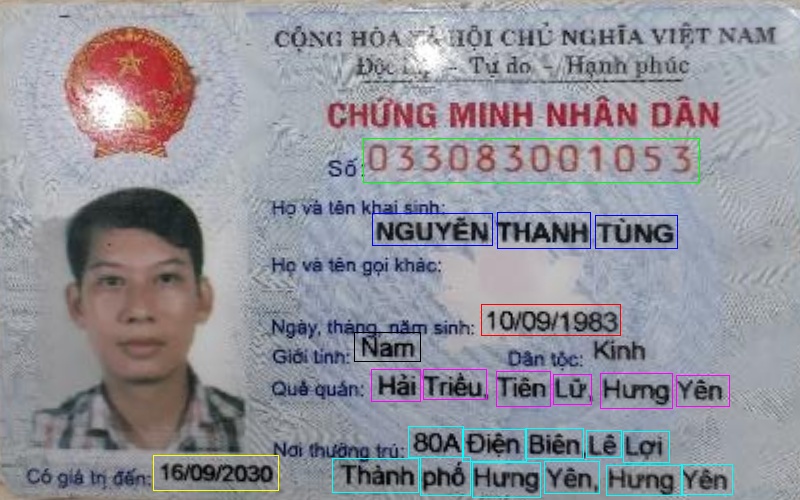 CỘNG HÒA XÃ HỘI CHỦ NGHĨA VIỆT NAM
Độc lập - Tự do - Hạnh phúc
CHỨNG MINH NHÂN DÂN
Số: 033083001053
Họ và tên khai sinh:
NGUYỄN THANH TÙNG
Họ và tên gọi khác:
Ngày, tháng, năm sinh: 10/09/1983
Giới tính: Nam Dân tộc: Kinh
Quê quán: Hải Triều, Tiên Lữ, Hưng Yên
Nơi thường trú: 80A Điện Biên, Lê Lợi
Thành phố Hưng Yên, Hưng Yên
Có giá trị đến: 16/09/2030